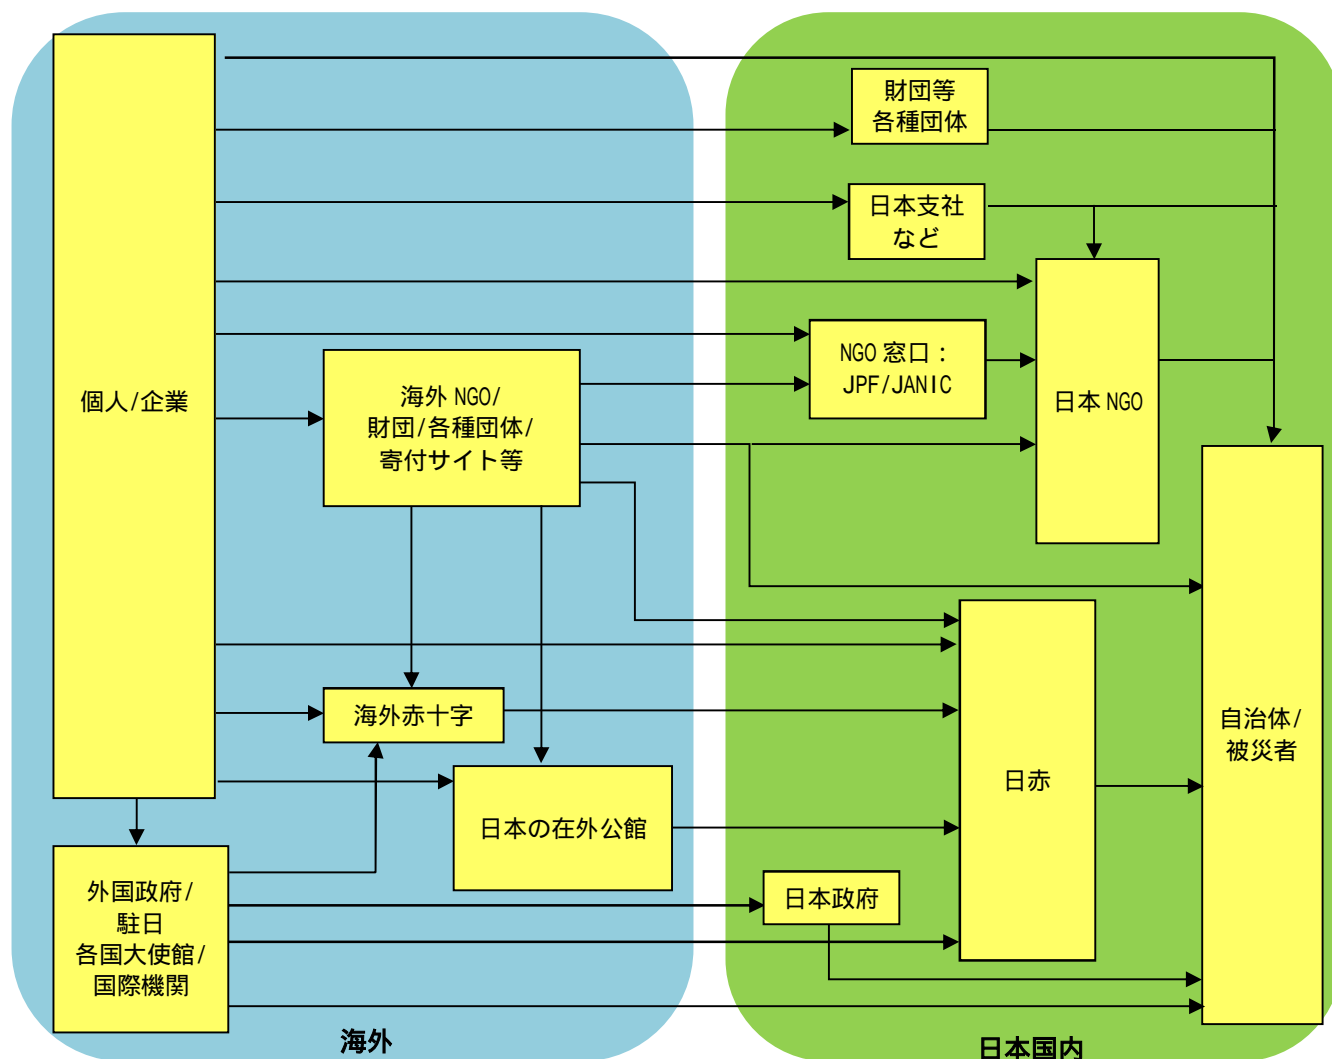 個人/企業
財団等
各種団体
日本支社
など
NGO 窓口：
JPF/JANIC
海外 NGO/
財団/各種団体/
寄付サイト等
日本 NGO
海外赤十字
日本の在外公館
日赤
自治体/
被災者
外国政府/
駐日
各国大使館/
国際機関
日本政府
海外
日本国内